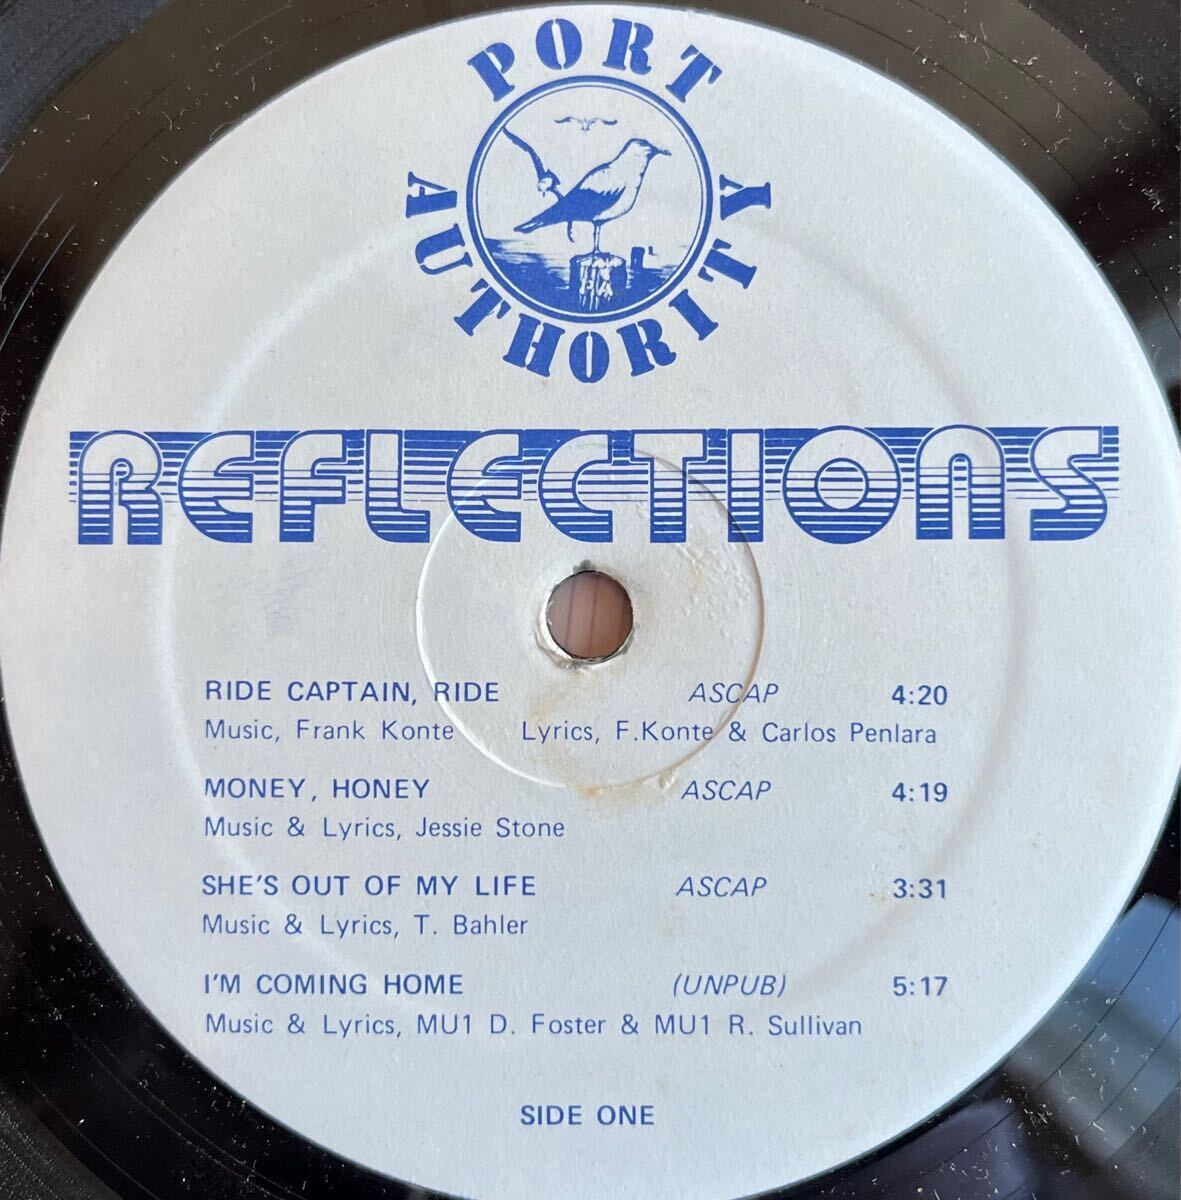 PORT
AUTHORITY
PA
REFLECTIONS
RIDE CAPTAIN, RIDE ASCAP 4:20
Music, Frank Konte Lyrics, F.Konte & Carlos Penlara
MONEY, HONEY ASCAP 4:19
Music & Lyrics, Jessie Stone
SHE'S OUT OF MY LIFE ASCAP 3:31
Music & Lyrics, T. Bahler
I'M COMING HOME (UNPUB) 5:17
Music & Lyrics, MU1 D. Foster & MU1 R. Sullivan
SIDE ONE